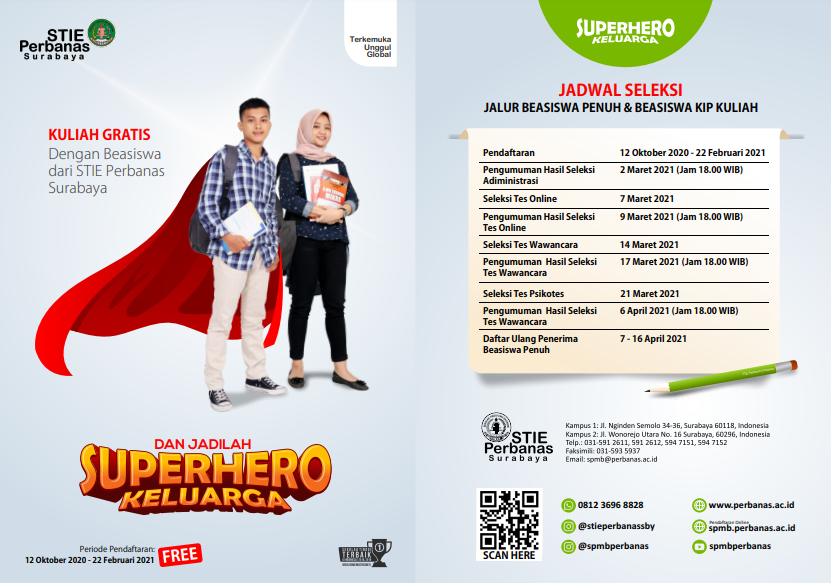 STIE
Perbanas
Surabaya
Terkemuka
Unggul
Global
KULIAH GRATIS
Dengan Beasiswa
dari STIE Perbanas
Surabaya
DAN JADILAH
SUPERHERO
KELUARGA
Periode Pendaftaran:
12 Oktober 2020 - 22 Februari 2021
FREE
SUPERHERO
KELUARGA
JADWAL SELEKSI
JALUR BEASISWA PENUH & BEASISWA KIP KULIAH
Pendaftaran 12 Oktober 2020 - 22 Februari 2021
Pengumuman Hasil Seleksi 2 Maret 2021 (Jam 18.00 WIB)
Adiministrasi
Seleksi Tes Online 7 Maret 2021
Pengumuman Hasil Seleksi 9 Maret 2021 (Jam 18.00 WIB)
Tes Online
Seleksi Tes Wawancara 14 Maret 2021
Pengumuman Hasil Seleksi 17 Maret 2021 (Jam 18.00 WIB)
Tes Wawancara
Seleksi Tes Psikotes 21 Maret 2021
Pengumuman Hasil Seleksi 6 April 2021 (Jam 18.00 WIB)
Tes Wawancara
Daftar Ulang Penerima 7 - 16 April 2021
Beasiswa Penuh
STIE
Perbanas
Surabaya
Kampus 1: Jl. Nginden Semolo 34-36, Surabaya 60118, Indonesia
Kampus 2: Jl. Wonorejo Utara No. 16 Surabaya, 60296, Indonesia
Telp.: 031-591 2611, 591 2612, 594 7151, 594 7152
Faksimili: 031-593 5937
Email: spmb@perbanas.ac.id
SCAN HERE
0812 3696 8828
@stieperbanassby
@spmbperbanas
www.perbanas.ac.id
Pendaftaran Online
spmb.perbanas.ac.id
spmbperbanas